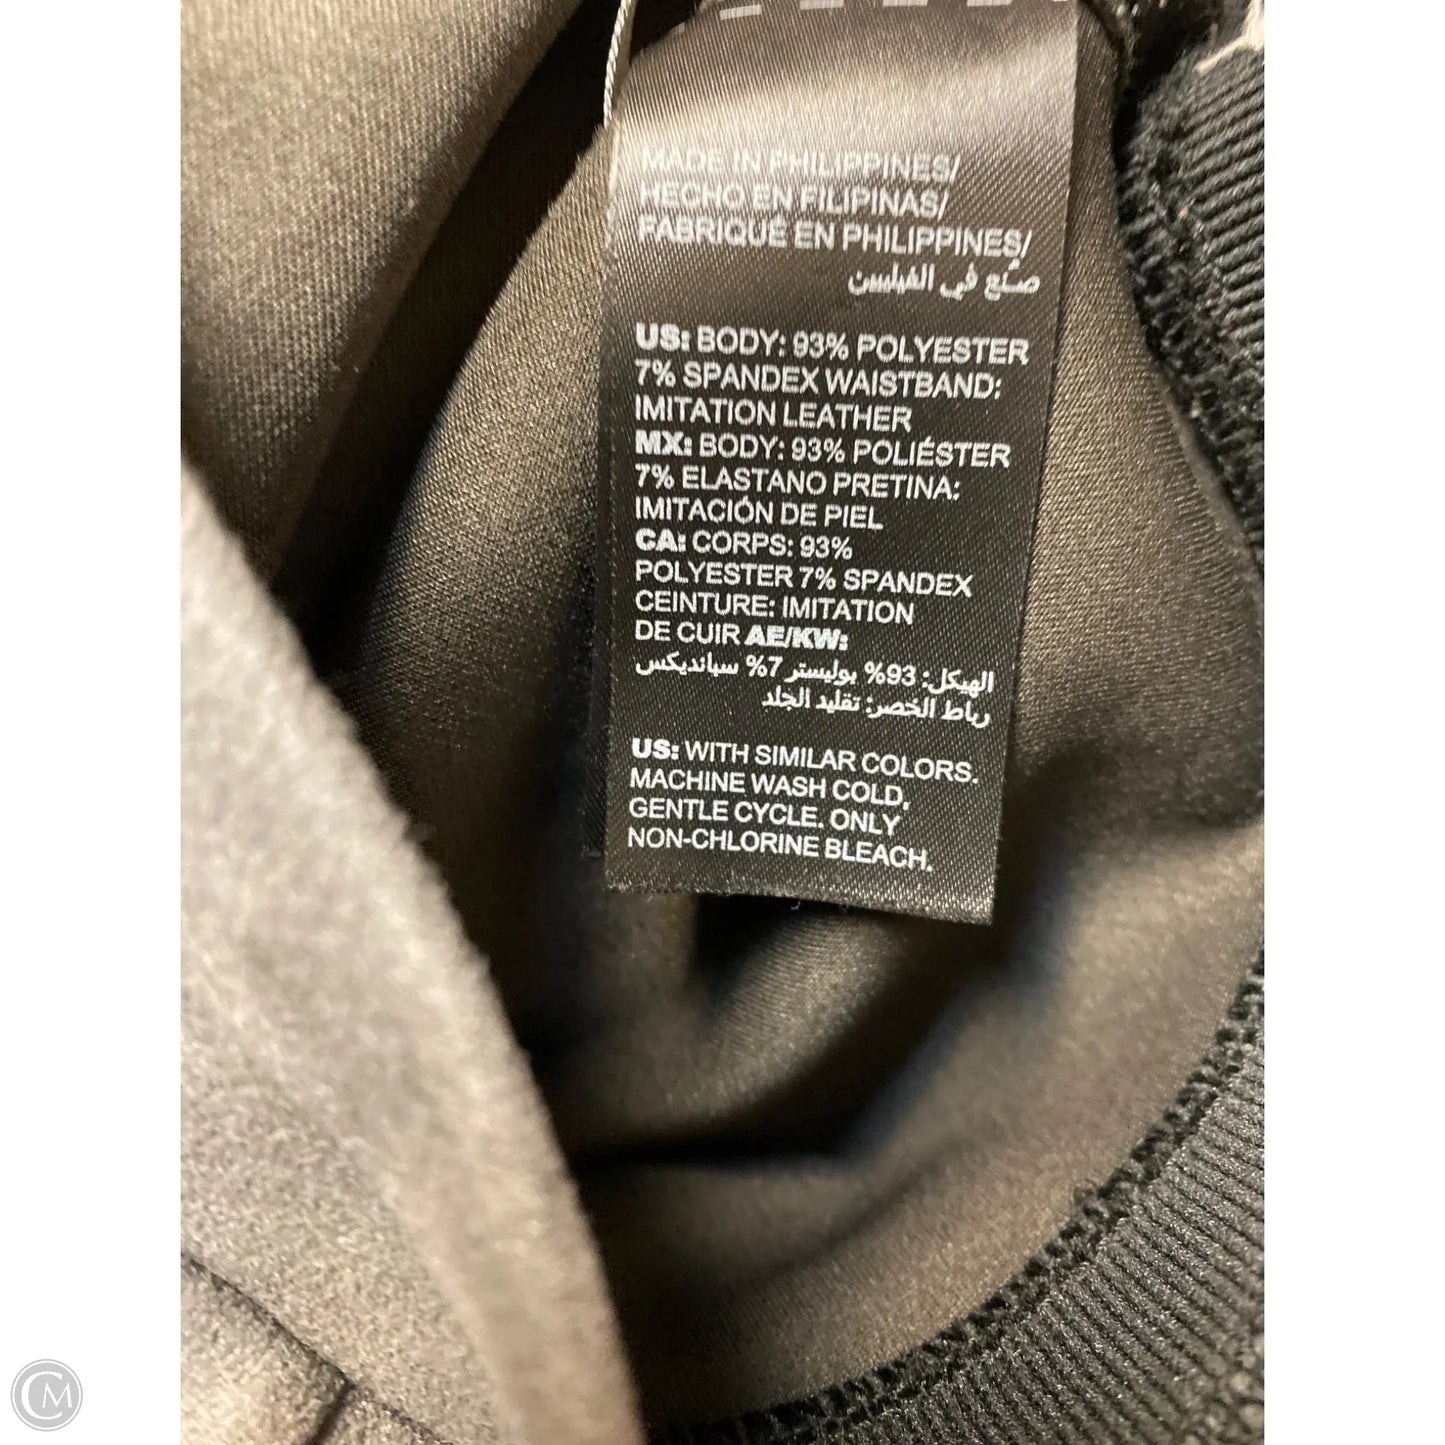 MADE IN PHILIPPINES/
HECHO EN FILIPINAS/
FABRIQUÉ EN PHILIPPINES/
صنع في الفيليبين
US: BODY: 93% POLYESTER
7% SPANDEX WAISTBAND:
IMITATION LEATHER
MX: BODY: 93% POLIÉSTER
7% ELASTANO PRETINA:
IMITACIÓN DE PIEL
CA: CORPS: 93%
POLYESTER 7% SPANDEX
CEINTURE: IMITATION
DE CUIR AE/KW:
الهيكل: 93% بوليستر 7% سباندیکس
رباط الخصر: تقليد الجلد
US: WITH SIMILAR COLORS.
MACHINE WASH COLD,
GENTLE CYCLE. ONLY
NON-CHLORINE BLEACH.
CM